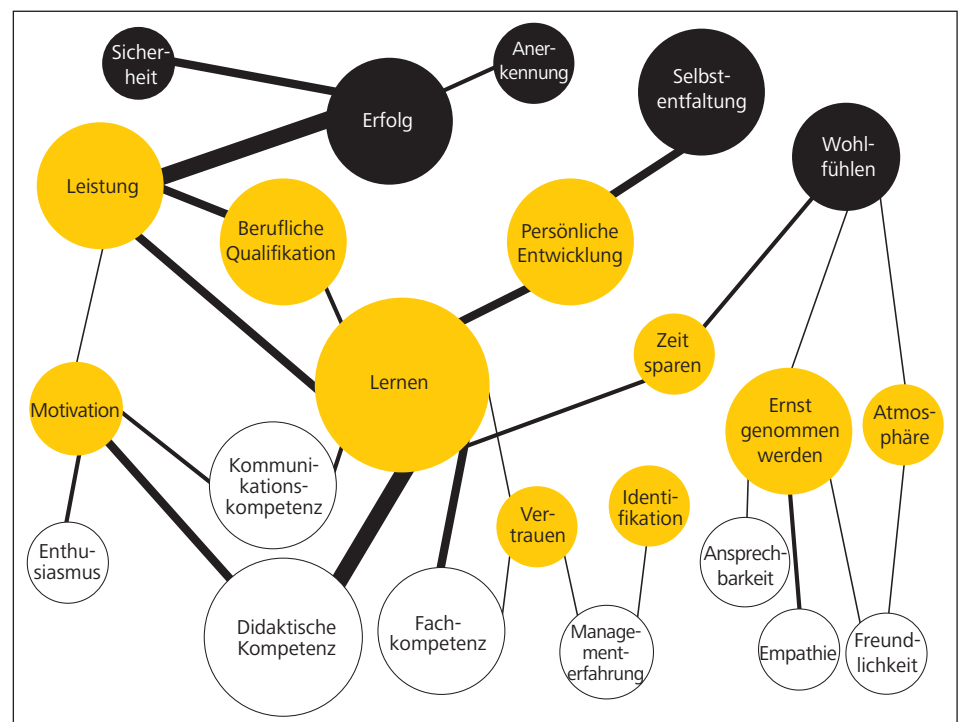 Sicher-
heit
Aner-
kennung
Selbst-
entfaltung
Erfolg
Wohl-
fühlen
Leistung
Berufliche
Qualifikation
Persönliche
Entwicklung
Zeit
sparen
Lernen
Motivation
Ernst
genommen
werden
Atmos-
phäre
Kommuni-
kations-
kompetenz
Identi-
fikation
Ver-
trauen
Enthu-
siasmus
Ansprech-
barkeit
Didaktische
Kompetenz
Fach-
kompetenz
Manage-
menterfahrung
Empathie
Freund-
lichkeit